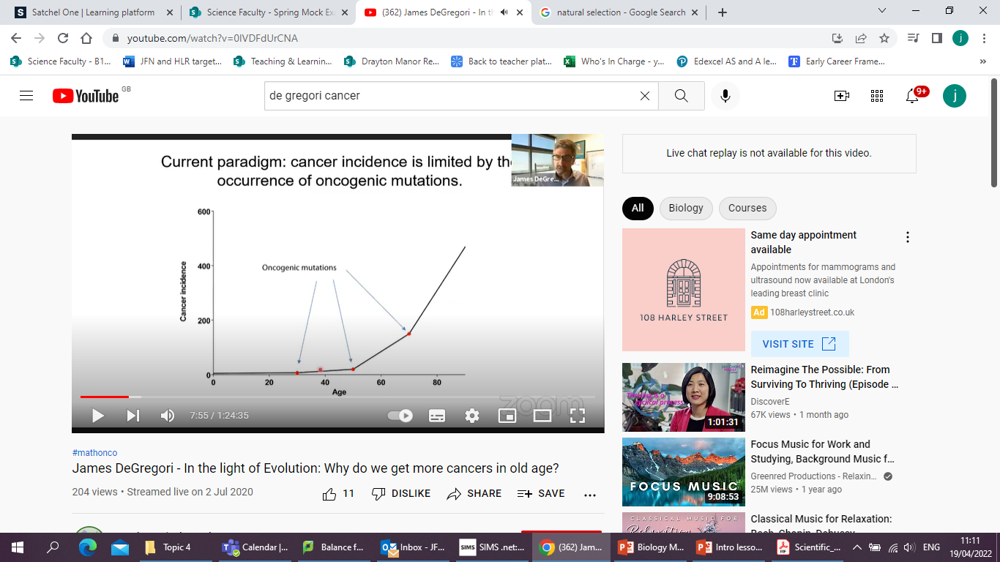 Satchel One | Learning platform
Science Faculty - Spring Mock Ex
(362) James DeGregori - In th
natural selection - Google Search
youtube.com/watch?v=0IVDFdUrCNA
j
Science Faculty - B1...
JFN and HLR target...
Teaching & Learnin...
Drayton Manor Re...
Back to teacher plat...
Who's In Charge - y...
Edexcel AS and A le...
Early Career Frame...
»
YouTube GB
de gregori cancer
9+
j
Current paradigm: cancer incidence is limited by th
occurrence of oncogenic mutations.
James DeGre...
600
400
200
0
Cancer incidence
Oncogenic mutations
0 20 40 60 80
Age
zoom
7:55 / 1:24:35
#mathonco
James DeGregori - In the light of Evolution: Why do we get more cancers in old age?
204 views • Streamed live on 2 Jul 2020
11 DISLIKE SHARE SAVE
Live chat replay is not available for this video.
All Biology Courses
108 HARLEY STREET
Same day appointment
available
Appointments for mammograms and
ultrasound now available at London's
leading breast clinic
Ad 108harleystreet.co.uk
VISIT SITE
1:01:31
Reimagine The Possible: From
Surviving To Thriving (Episode ...
DiscoverE
67K views • 1 month ago
FOCUS MUSIC
9:08:53
Focus Music for Work and
Studying, Background Music f...
Greenred Productions - Relaxin...
25M views • 1 year ago
CLASSICAL MUSIC FOR
Relaxation
Classical Music for Relaxation:
Topic 4
Calendar |...
Balance f...
Inbox - JF...
SIMS
SIMS .net:...
(362) Jam...
Biology M...
Intro lesso...
Scientific_...
ENG
11:11
19/04/2022